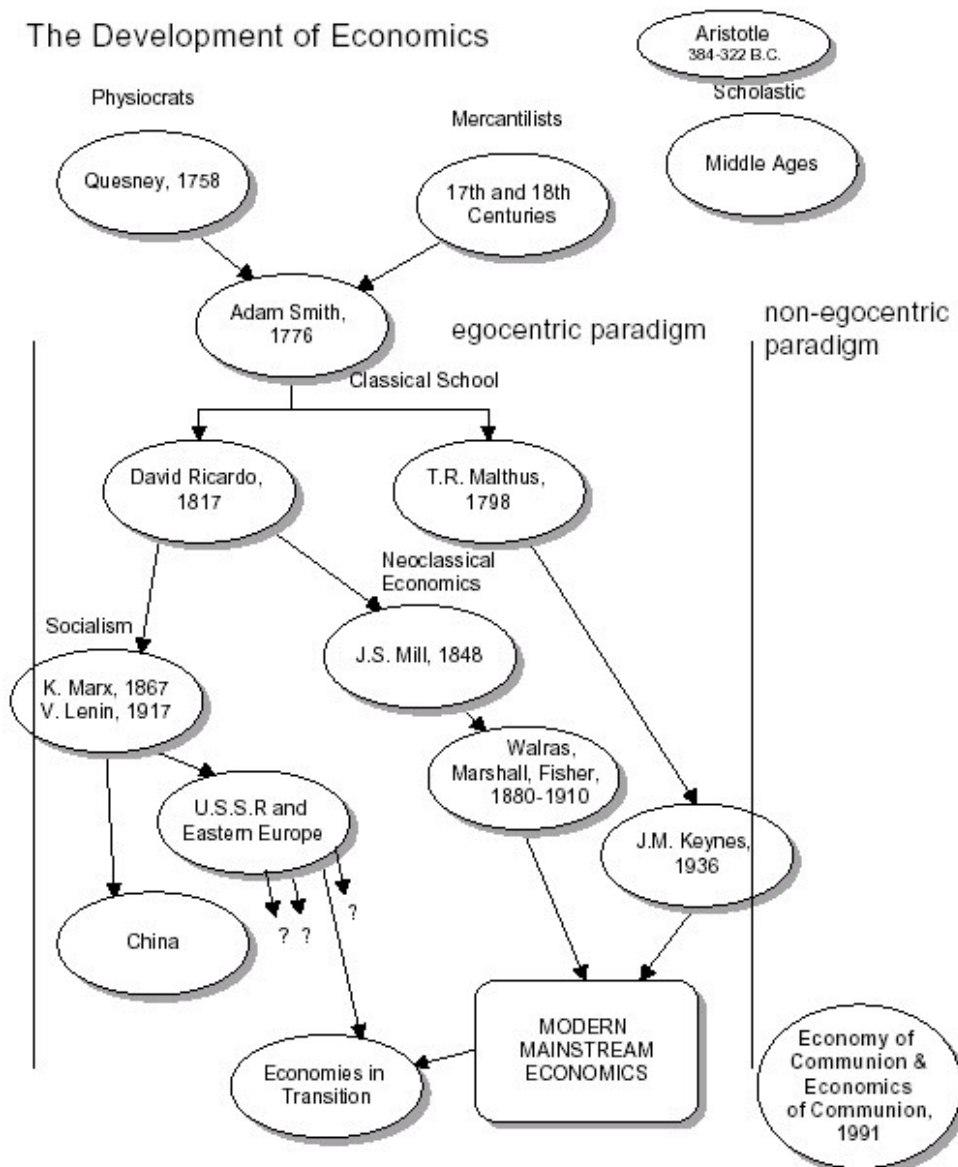 The Development of Economics
Aristotle
384-322 B.C.
Scholastic
Middle Ages
Physiocrats
Quesney, 1758
Mercantilists
17th and 18th
Centuries
Adam Smith,
1776
egocentric paradigm
non-egocentric
paradigm
Classical School
David Ricardo,
1817
T.R. Malthus,
1798
Neoclassical
Economics
J.S. Mill, 1848
Socialism
K. Marx, 1867
V. Lenin, 1917
Walras,
Marshall, Fisher,
1880-1910
U.S.S.R and
Eastern Europe
J.M. Keynes,
1936
? ? ?
China
MODERN
MAINSTREAM
ECONOMICS
Economies in
Transition
Economy of
Communion &
Economics
of Communion,
1991